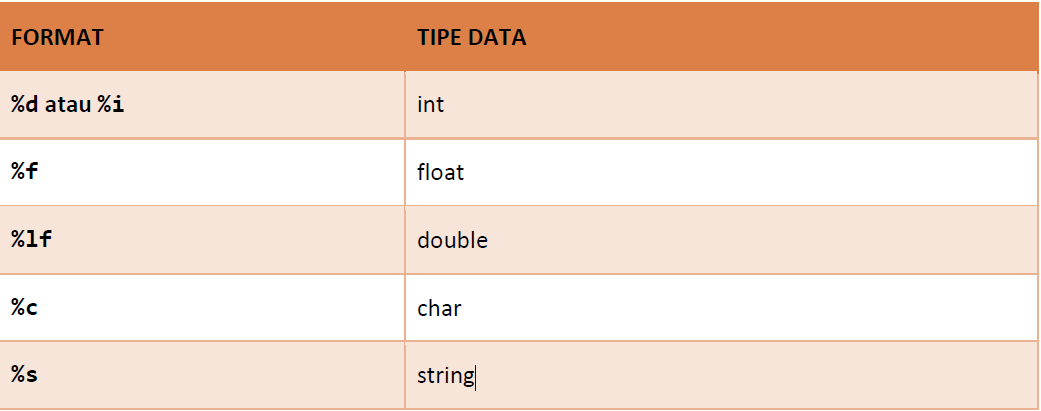 FORMAT TIPE DATA
%d atau %i int
%f float
%lf double
%c char
%s string